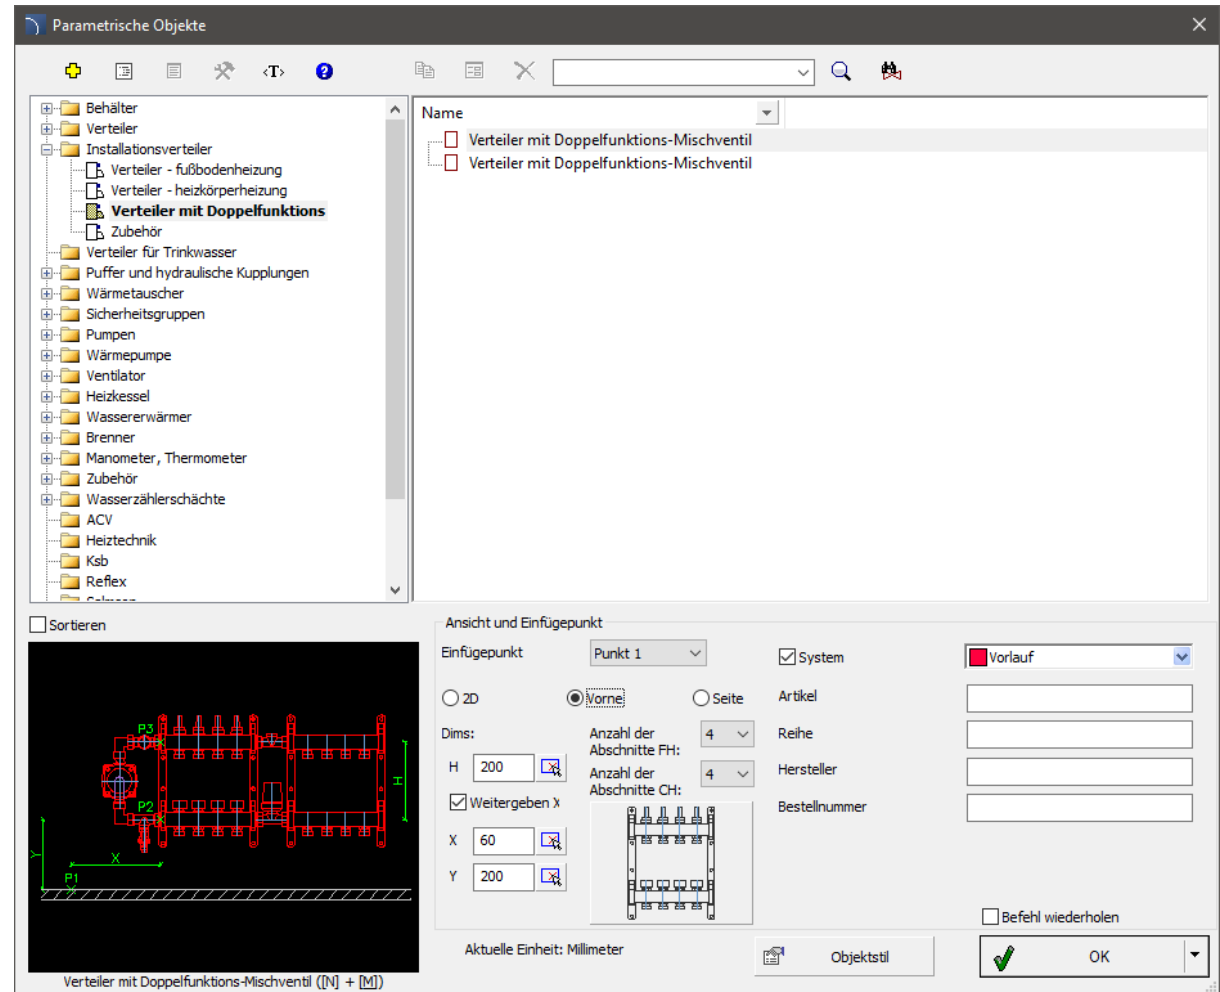 Parametrische Objekte
‹T›
Behälter
Verteiler
Installationsverteiler
Verteiler - fußbodenheizung
Verteiler - heizkörperheizung
Verteiler mit Doppelfunktions
Zubehör
Verteiler für Trinkwasser
Puffer und hydraulische Kupplungen
Wärmetauscher
Sicherheitsgruppen
Pumpen
Wärmepumpe
Ventilator
Heizkessel
Wassererwärmer
Brenner
Manometer, Thermometer
Zubehör
Wasserzählerschächte
ACV
Heiztechnik
Ksb
Reflex
Name
Verteiler mit Doppelfunktions-Mischventil
Verteiler mit Doppelfunktions-Mischventil
Sortieren
P3
P2
H
Y
X
P1
Verteiler mit Doppelfunktions-Mischventil ([N] + [M])
Ansicht und Einfügepunkt
Einfügepunkt Punkt 1
2D Vorne Seite
Dims:
H 200
Weitergeben X
X 60
Y 200
Anzahl der
Abschnitte FH: 4
Anzahl der
Abschnitte CH: 4
System Vorlauf
Artikel
Reihe
Hersteller
Bestellnummer
Befehl wiederholen
Aktuelle Einheit: Millimeter
Objektstil
OK